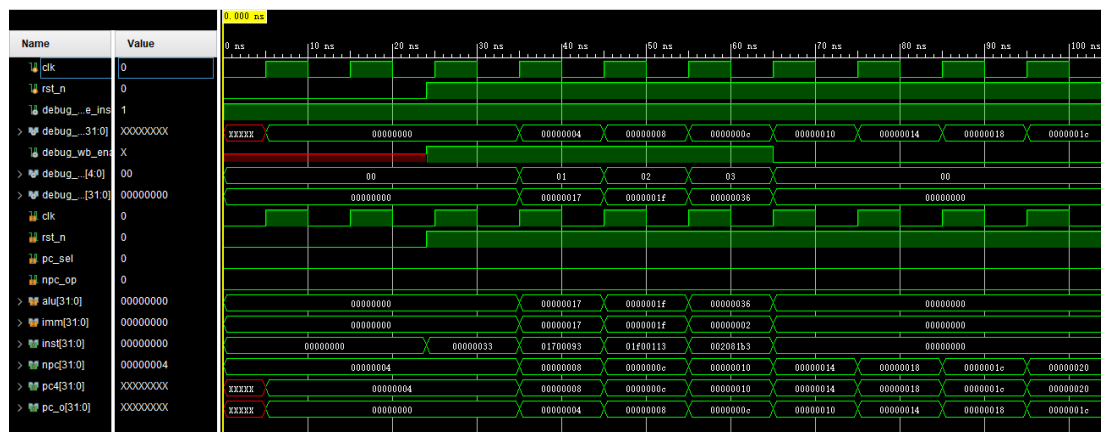 0.000 ns
Name Value 0 ns 10 ns 20 ns 30 ns 40 ns 50 ns 60 ns 70 ns 80 ns 90 ns 100 ns
clk 0
rst_n 0
debug_...e_ins 1
debug_...31:0] XXXXXXXX XXXXX 00000000 00000004 00000008 0000000c 00000010 00000014 00000018 0000001c
debug_wb_ena X
debug_...[4:0] 00 00 01 02 03 00
debug_...[31:0] 00000000 00000000 00000017 0000001f 00000036 00000000
clk 0
rst_n 0
pc_sel 0
npc_op 0
alu[31:0] 00000000 00000000 00000017 0000001f 00000036 00000000
imm[31:0] 00000000 00000000 00000017 0000001f 00000002 00000000
inst[31:0] 00000000 00000000 00000033 01700093 01f00113 002081b3 00000000
npc[31:0] 00000004 00000004 00000008 0000000c 00000010 00000014 00000018 0000001c 00000020
pc4[31:0] XXXXXXXX XXXXX 00000004 00000008 0000000c 00000010 00000014 00000018 0000001c 00000020
pc_o[31:0] XXXXXXXX XXXXX 00000000 00000004 00000008 0000000c 00000010 00000014 00000018 0000001c